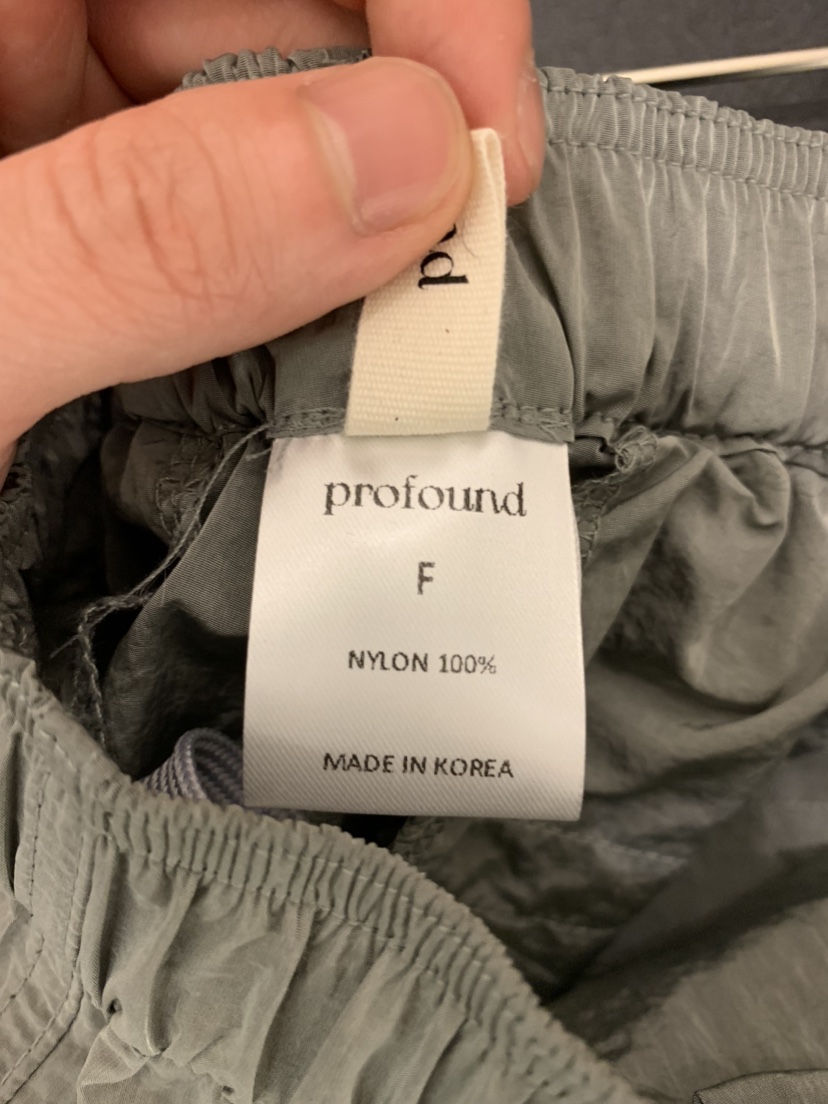 profound
F
NYLON 100%
MADE IN KOREA